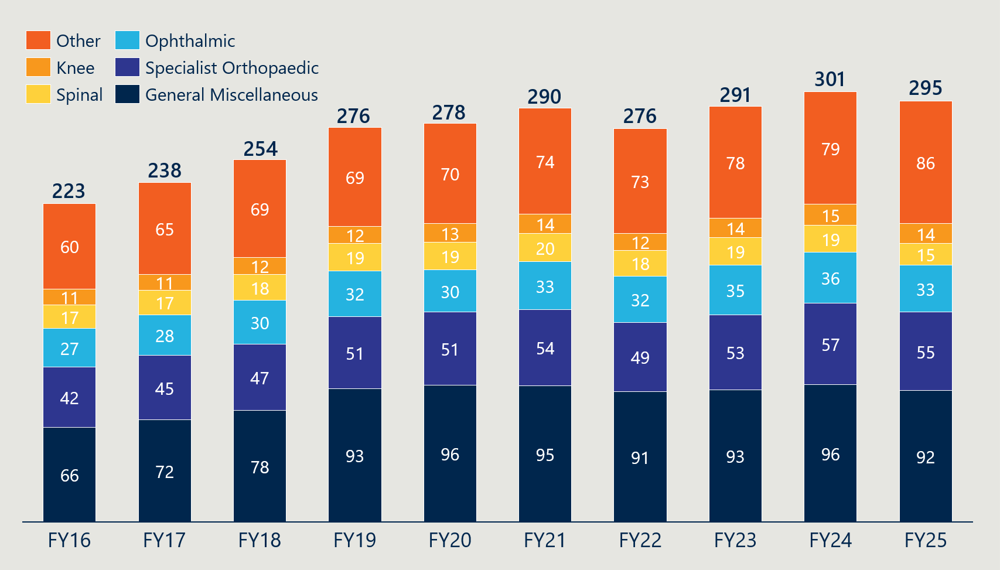 Other Ophthalmic
Knee Specialist Orthopaedic
Spinal General Miscellaneous
223 238 254 276 278 290 276 291 301 295
60 65 69 69 70 74 73 78 79 86
11 11 12 12 13 14 12 14 15 14
17 17 18 19 19 20 18 19 19 15
27 28 30 32 30 33 32 35 36 33
42 45 47 51 51 54 49 53 57 55
66 72 78 93 96 95 91 93 96 92
FY16 FY17 FY18 FY19 FY20 FY21 FY22 FY23 FY24 FY25